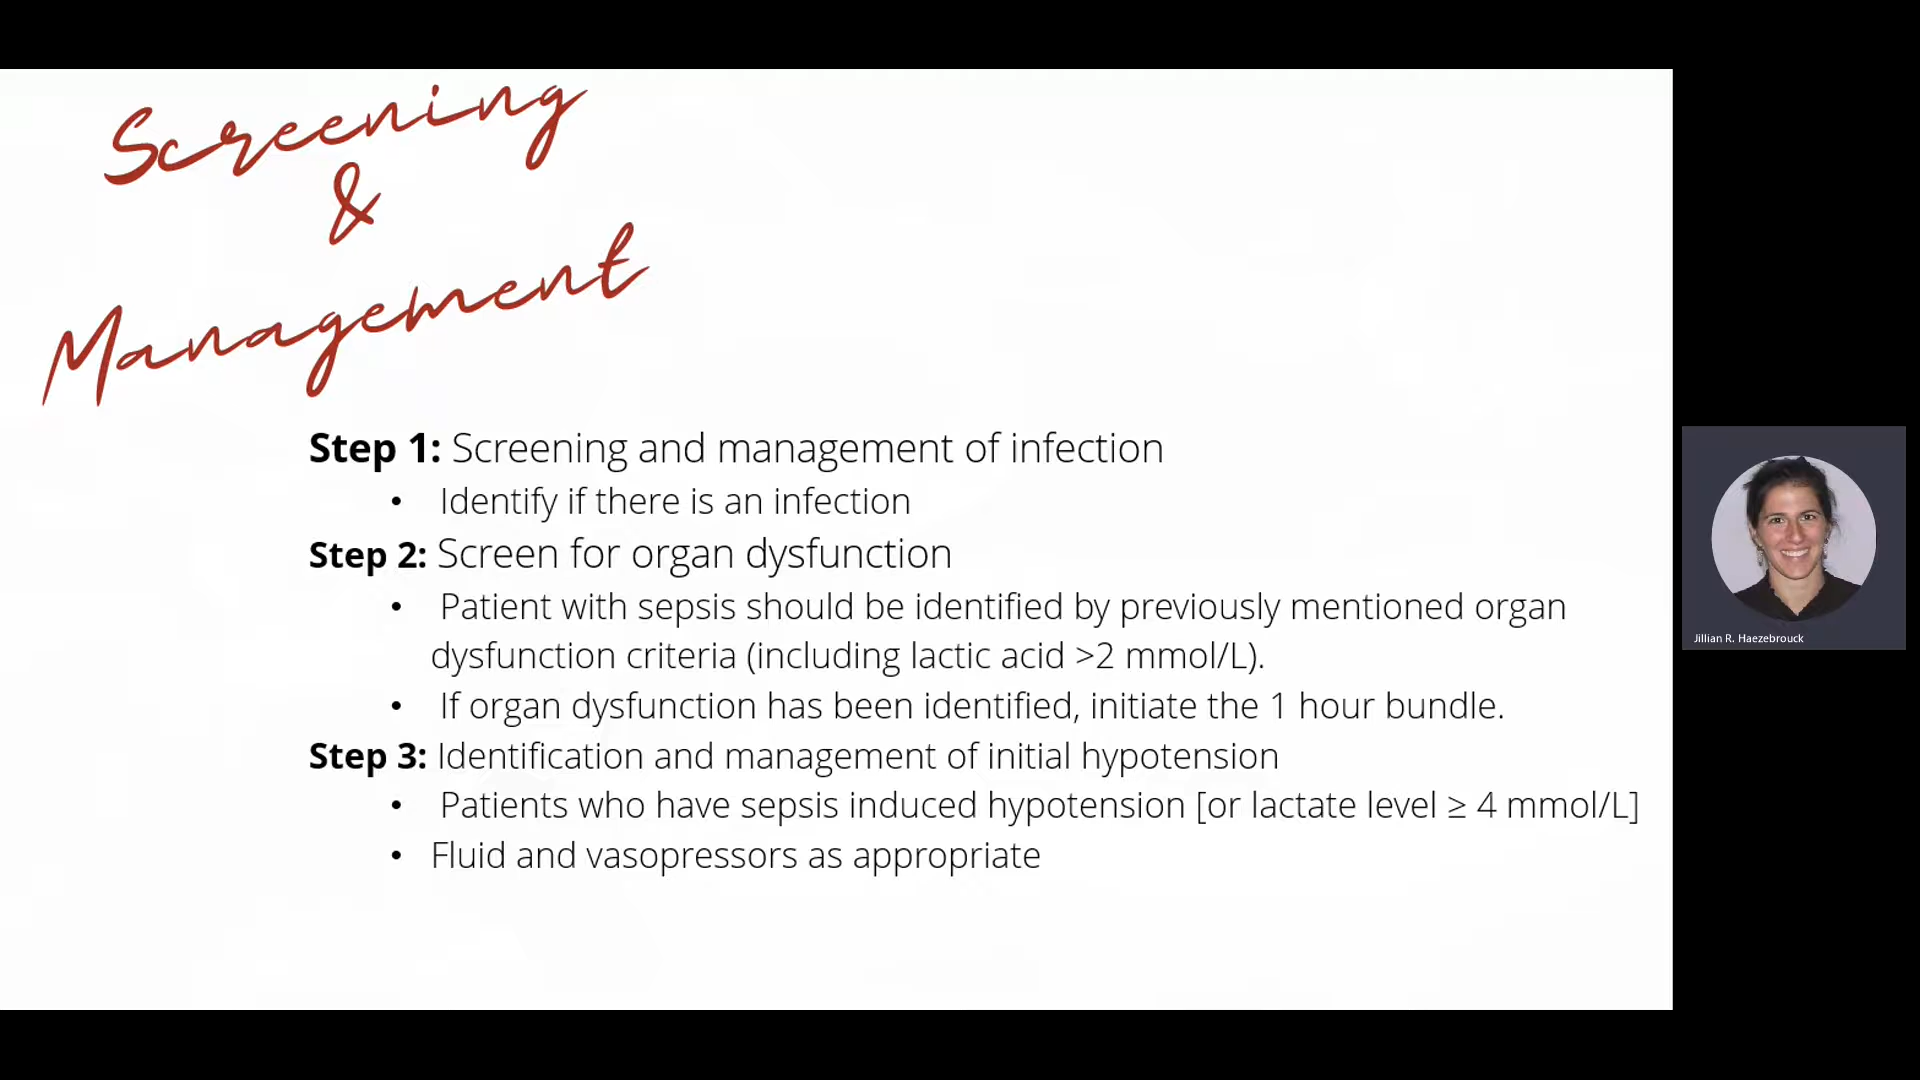 Screening
&
Management
Step 1: Screening and management of infection
• Identify if there is an infection
Step 2: Screen for organ dysfunction
• Patient with sepsis should be identified by previously mentioned organ
dysfunction criteria (including lactic acid >2 mmol/L).
• If organ dysfunction has been identified, initiate the 1 hour bundle.
Step 3: Identification and management of initial hypotension
• Patients who have sepsis induced hypotension [or lactate level ≥ 4 mmol/L]
• Fluid and vasopressors as appropriate
Jillian R. Haezebrouck